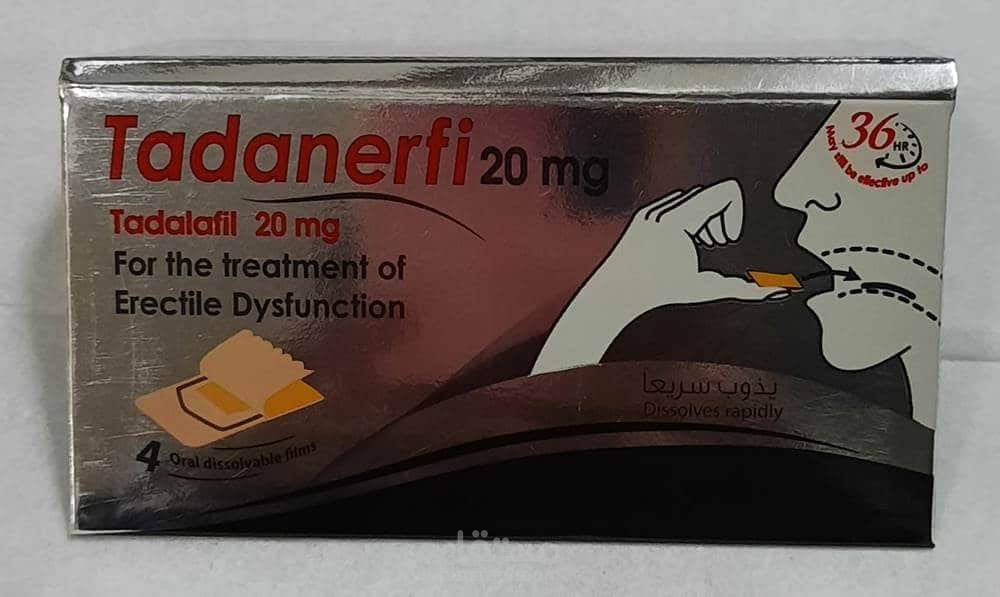 Tadanerfi 20 mg
Tadalafil 20 mg
For the treatment of
Erectile Dysfunction
36 HR
May still be effective up to
يذوب سريعا
Dissolves rapidly
4 Oral dissolvable films